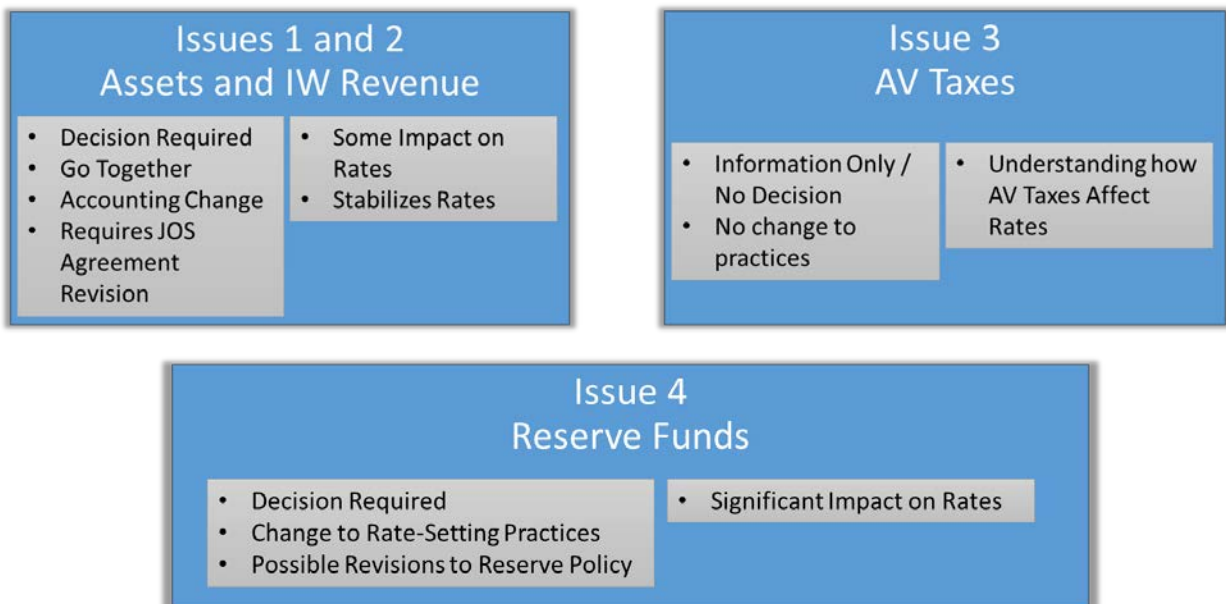 Issues 1 and 2
Assets and IW Revenue
• Decision Required
• Go Together
• Accounting Change
• Requires JOS
Agreement
Revision
• Some Impact on
Rates
• Stabilizes Rates
Issue 3
AV Taxes
• Information Only /
No Decision
• No change to
practices
• Understanding how
AV Taxes Affect
Rates
Issue 4
Reserve Funds
• Decision Required
• Change to Rate-Setting Practices
• Possible Revisions to Reserve Policy
• Significant Impact on Rates